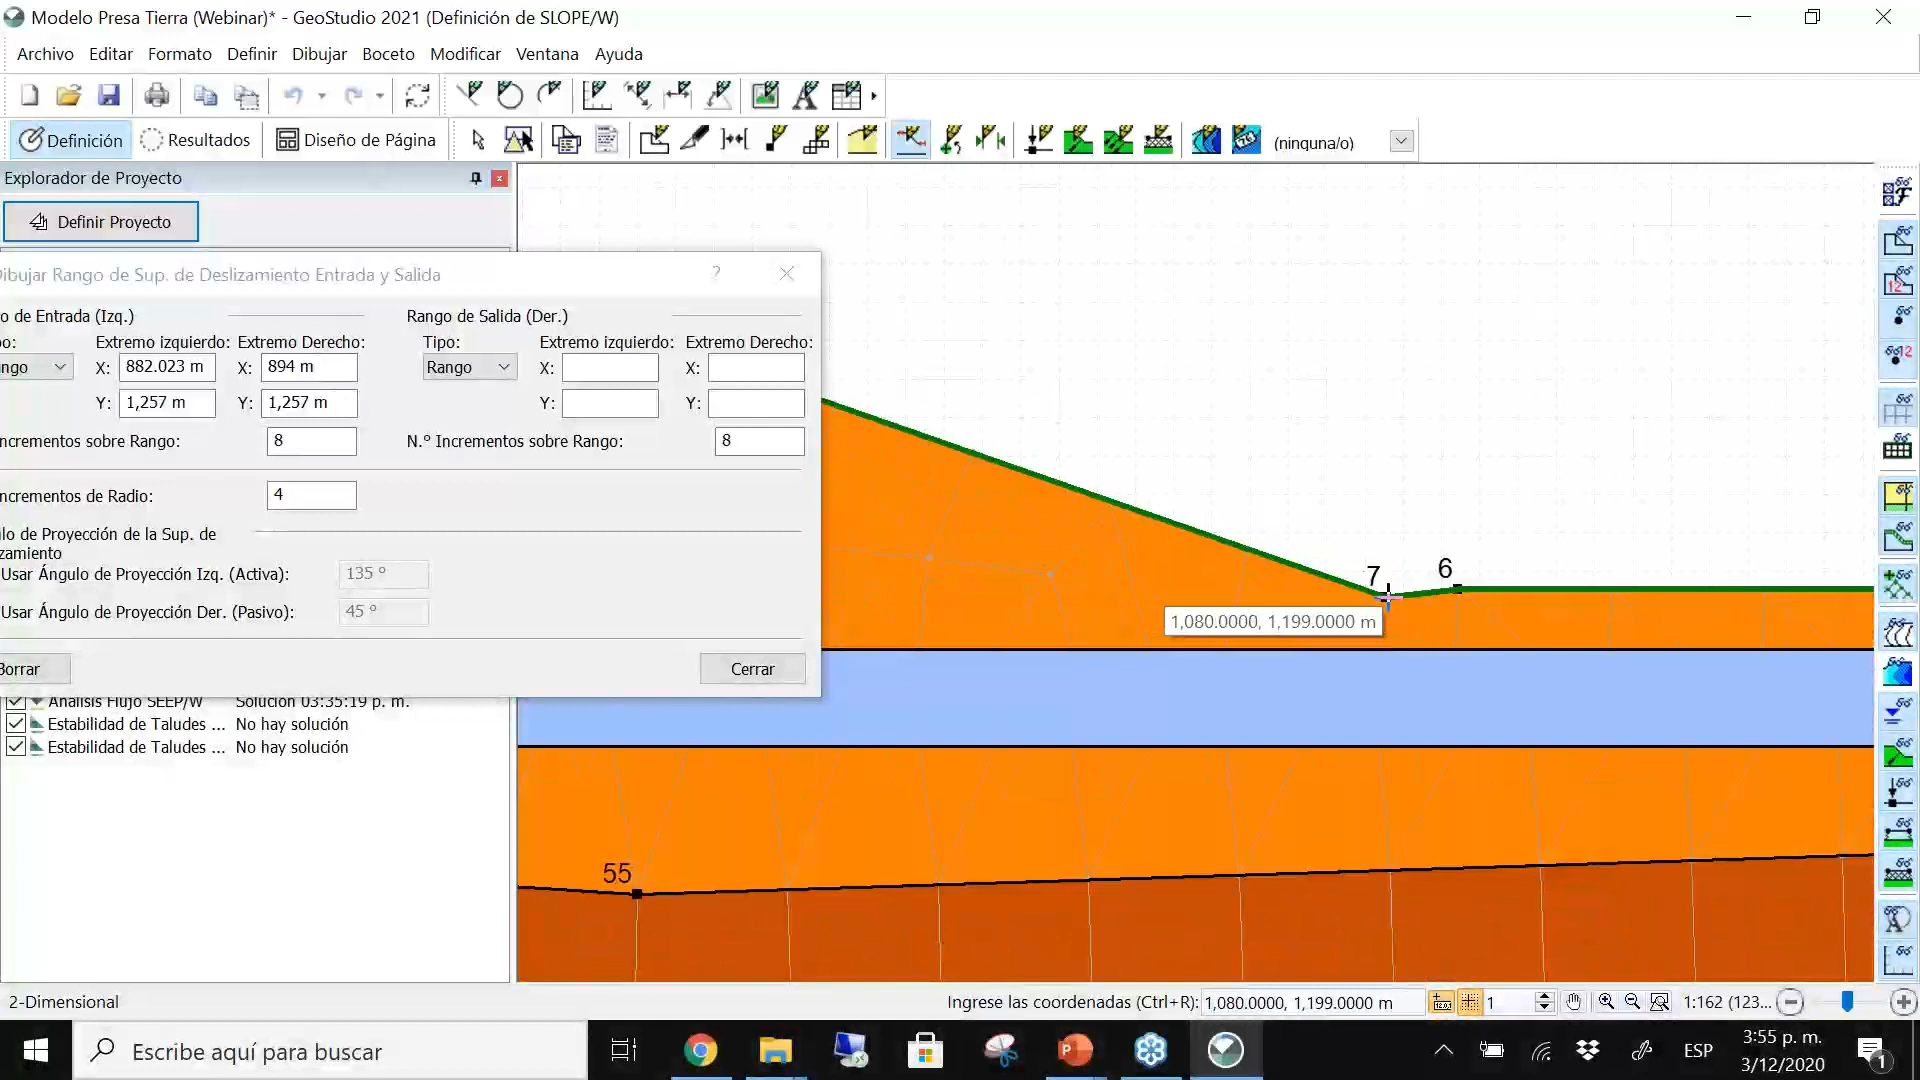 Modelo Presa Tierra (Webinar)* - GeoStudio 2021 (Definición de SLOPE/W)
Archivo Editar Formato Definir Dibujar Boceto Modificar Ventana Ayuda
Definición Resultados Diseño de Página (ninguna/o)
Explorador de Proyecto
Definir Proyecto
Dibujar Rango de Sup. de Deslizamiento Entrada y Salida ?
o de Entrada (Izq.) Rango de Salida (Der.)
po: Extremo izquierdo: Extremo Derecho: Tipo: Extremo izquierdo: Extremo Derecho:
ngo X: 882.023 m X: 894 m Rango X: X:
Y: 1,257 m Y: 1,257 m Y: Y:
ncrementos sobre Rango: 8 N.º Incrementos sobre Rango: 8
ncrementos de Radio: 4
lo de Proyección de la Sup. de
zamiento
Usar Ángulo de Proyección Izq. (Activa): 135 º
Usar Ángulo de Proyección Der. (Pasivo): 45 º
Borrar Cerrar
Análisis Flujo SEEP/W Solución 03:35:19 p. m.
Estabilidad de Taludes ... No hay solución
Estabilidad de Taludes ... No hay solución
7 6
1,080.0000, 1,199.0000 m
55
2-Dimensional Ingrese las coordenadas (Ctrl+R): 1,080.0000, 1,199.0000 m 1 1:162 (123...
Escribe aquí para buscar
ESP
3:55 p. m.
3/12/2020
1